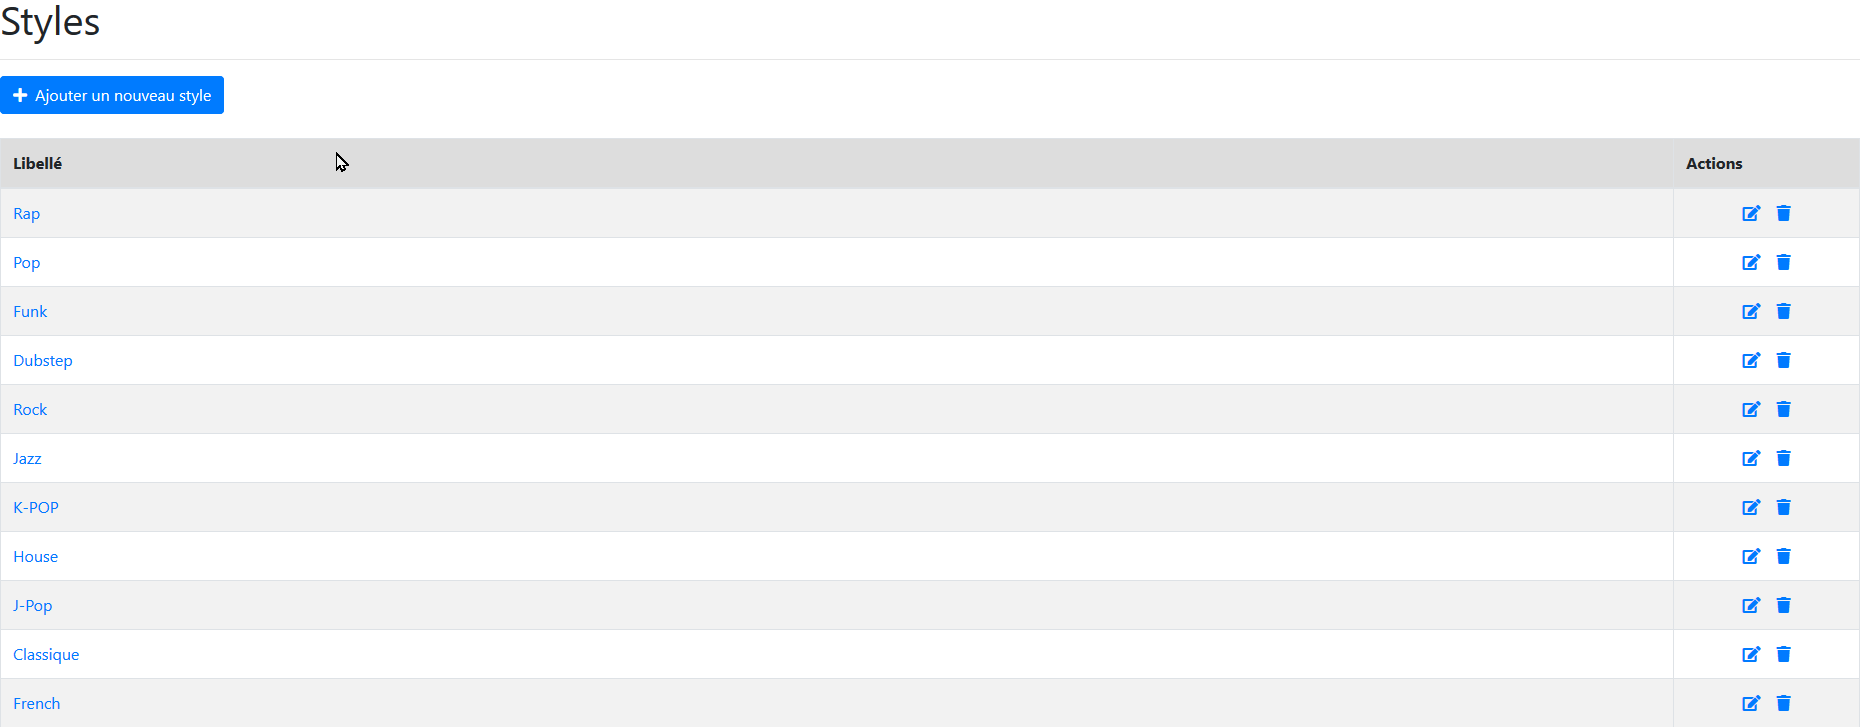 Styles
Ajouter un nouveau style
Libellé Actions
Rap
Pop
Funk
Dubstep
Rock
Jazz
K-POP
House
J-Pop
Classique
French